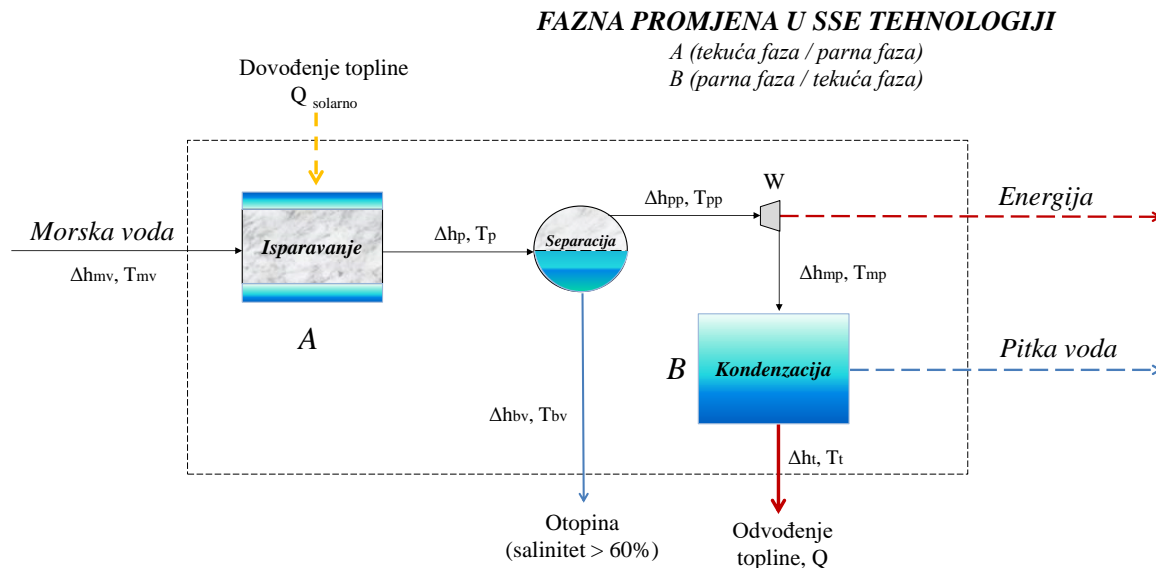 FAZNA PROMJENA U SSE TEHNOLOGIJI
A (tekuća faza / parna faza)
B (parna faza / tekuća faza)
Dovođenje topline
Q solarno
W
Δhpp, Tpp
Energija
Morska voda
Isparavanje
Δhp, Tp
Separacija
Δhmv, Tmv
Δhmp, Tmp
A
Pitka voda
B
Kondenzacija
Δhbv, Tbv
Δht, Tt
Otopina
(salinitet > 60%)
Odvođenje
topline, Q